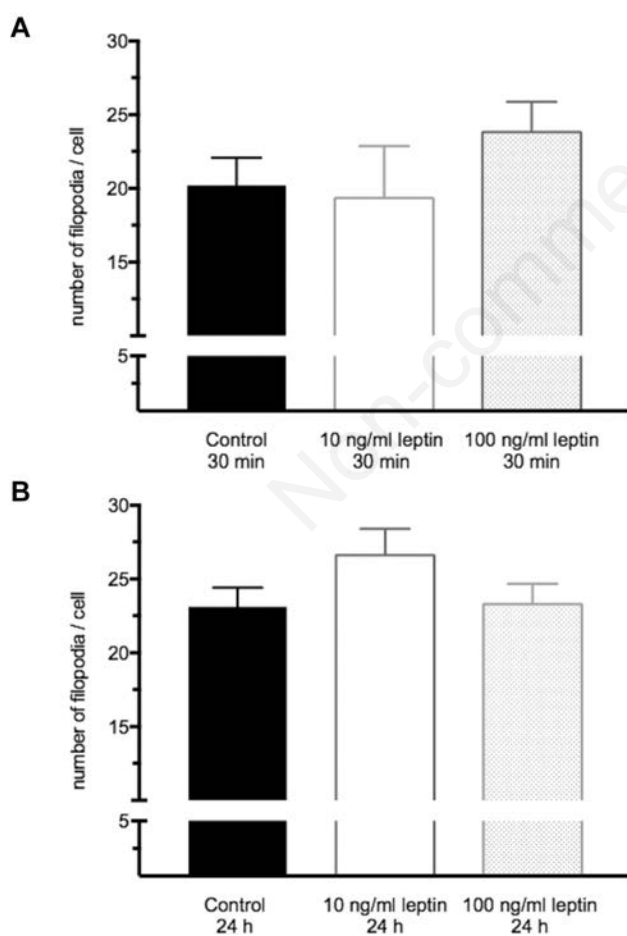 A
number of filopodia / cell
30
25
20
15
5
Control
30 min
10 ng/ml leptin
30 min
100 ng/ml leptin
30 min
Non-comme
B
number of filopodia / cell
30
25
20
15
5
Control
24 h
10 ng/ml leptin
24 h
100 ng/ml leptin
24 h